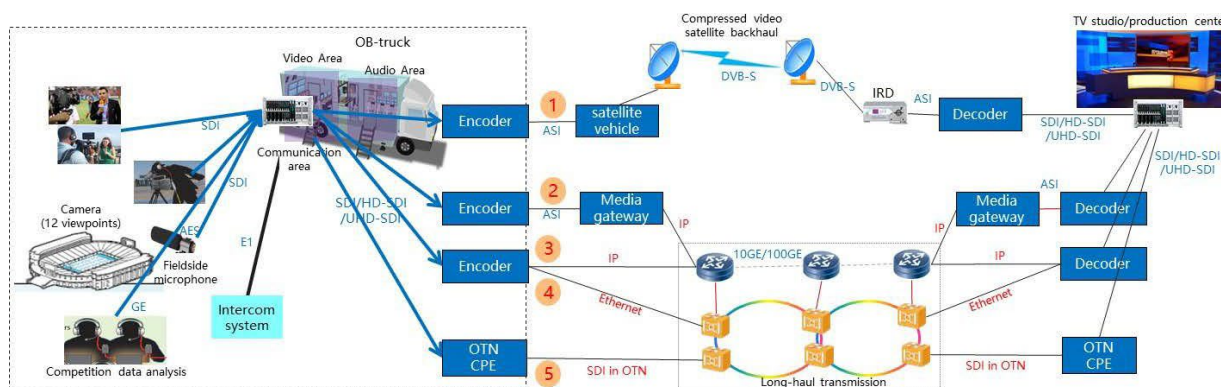 Compressed video
satellite backhaul
TV studio/production center
OB-truck
Video Area
Audio Area
DVB-S
DVB-S
IRD
ASI
1
Encoder
ASI
satellite
vehicle
Decoder
SDI/HD-SDI
/UHD-SDI
SDI
Communication
area
SDI
SDI/HD-SDI
/UHD-SDI
2
Encoder
ASI
Media
gateway
Media
gateway
ASI
Decoder
SDI/HD-SDI
/UHD-SDI
Camera
(12 viewpoints)
AES
E1
Fieldside
microphone
IP
IP
3
Encoder
IP
10GE/100GE
IP
Decoder
4
Ethernet
Ethernet
GE
Intercom
system
Competition data analysis
OTN
CPE
5
SDI in OTN
SDI in OTN
OTN
CPE
Long-haul transmission